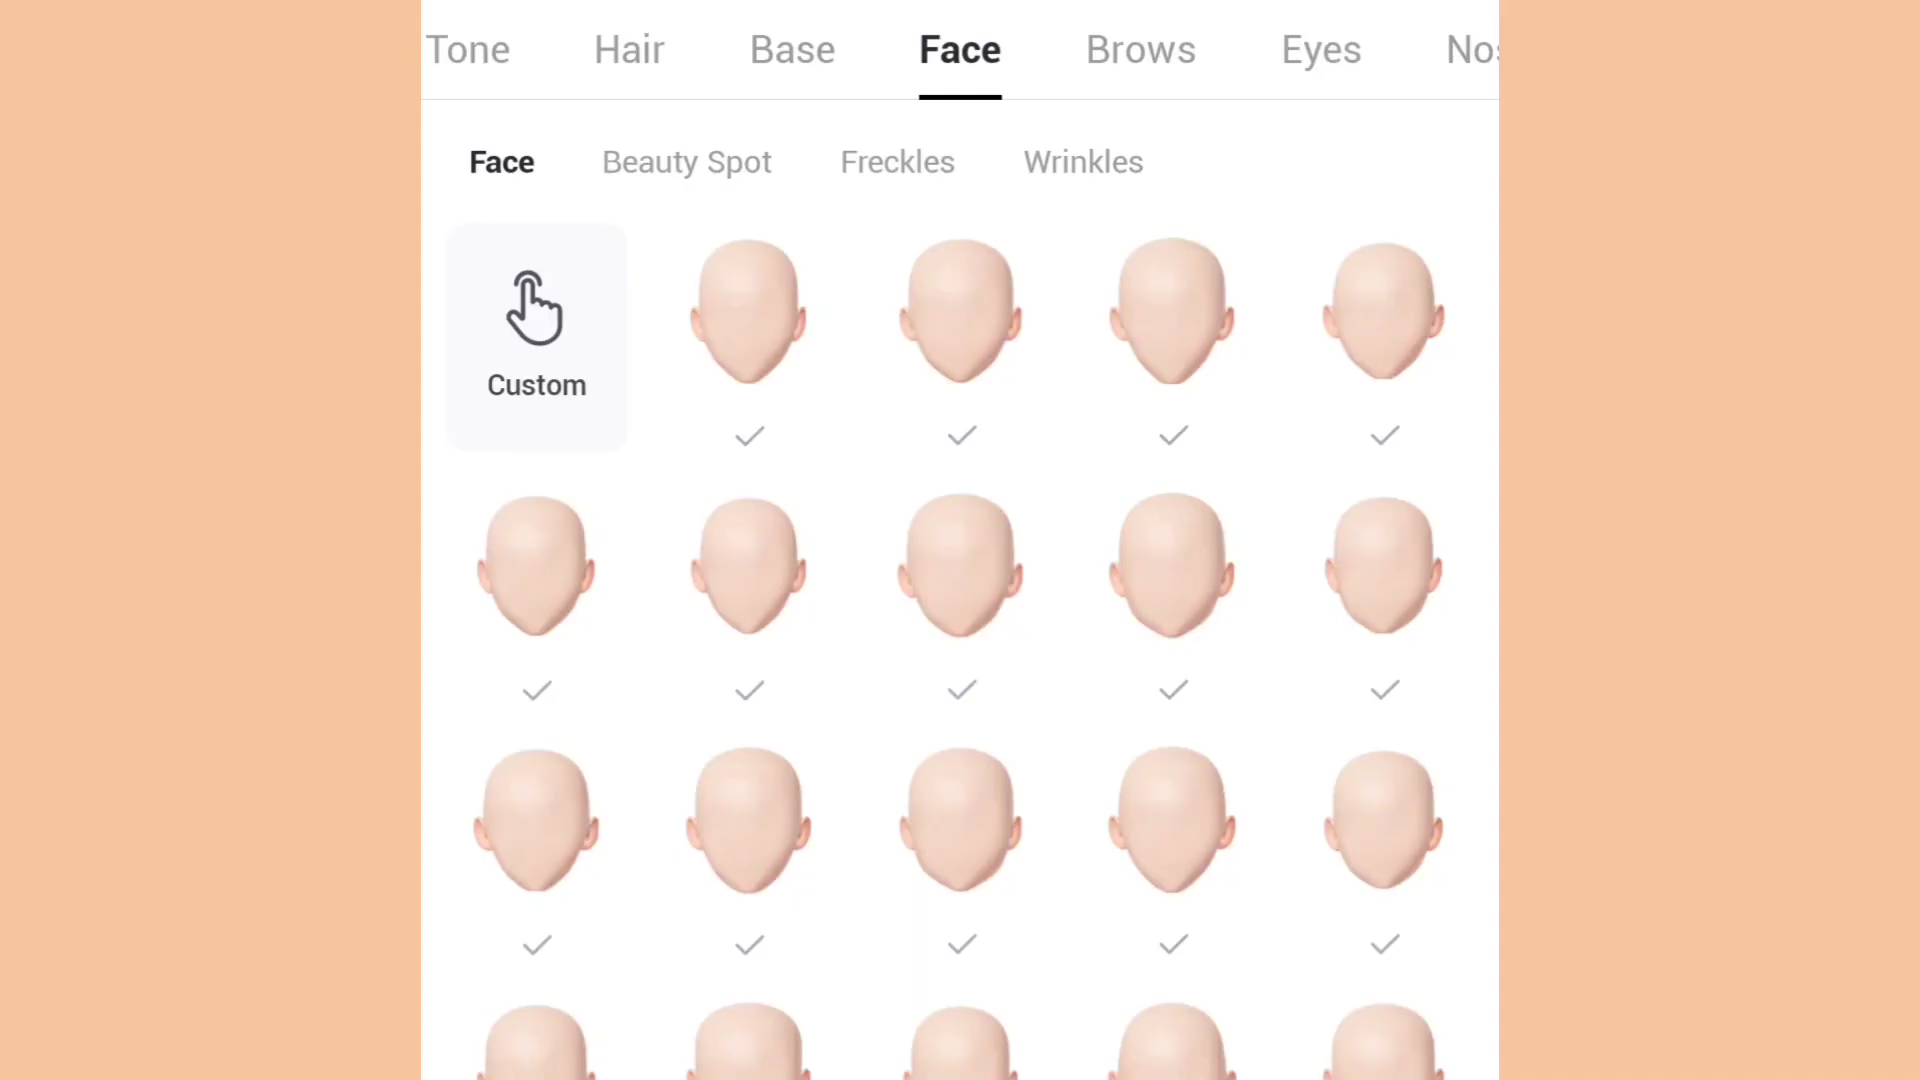 Tone Hair Base Face Brows Eyes
Face Beauty Spot Freckles Wrinkles
Custom